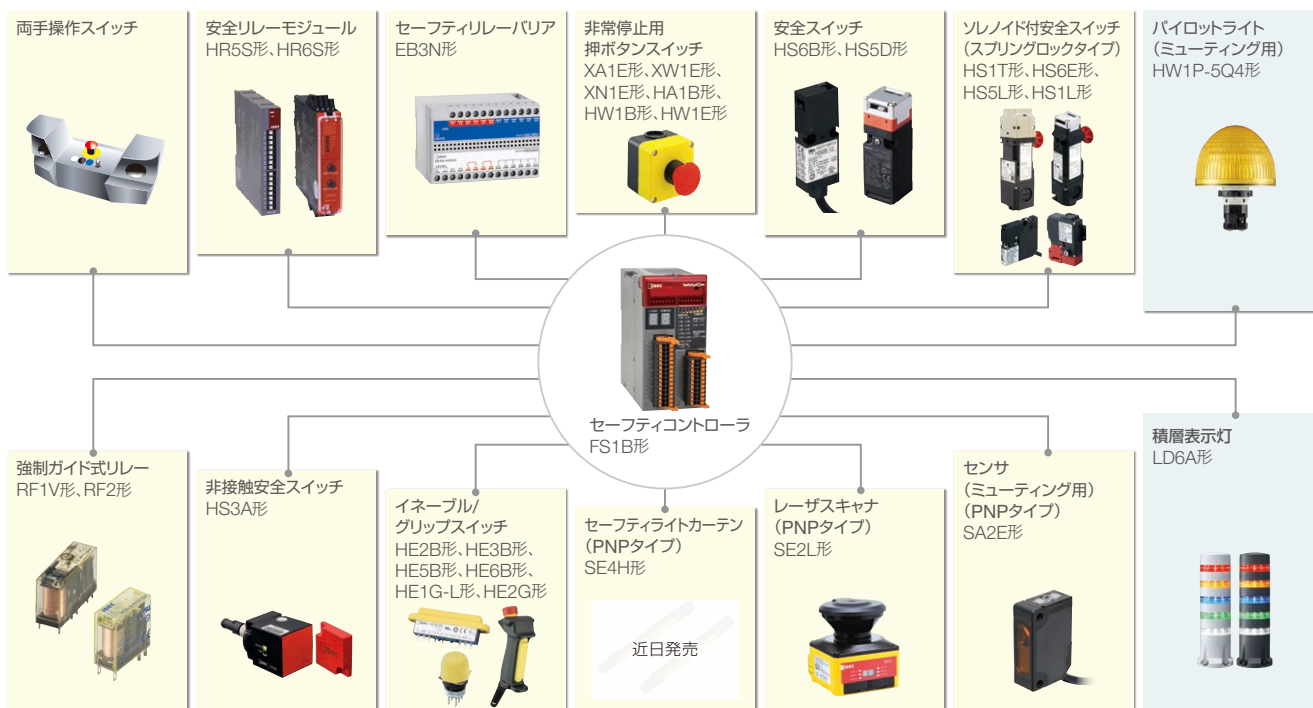 両手操作スイッチ
安全リレーモジュール
HR5S形、HR6S形
セーフティリレーバリア
EB3N形
非常停止用
押ボタンスイッチ
XA1E形、XW1E形、
XN1E形、HA1B形、
HW1B形、HW1E形
安全スイッチ
HS6B形、HS5D形
ソレノイド付安全スイッチ
（スプリングロックタイプ）
HS1T形、HS6E形、
HS5L形、HS1L形
パイロットライト
（ミューティング用）
HW1P-5Q4形
セーフティコントローラ
FS1B形
強制ガイド式リレー
RF1V形、RF2形
非接触安全スイッチ
HS3A形
イネーブル/
グリップスイッチ
HE2B形、HE3B形、
HE5B形、HE6B形、
HE1G-L形、HE2G形
セーフティライトカーテン
（PNPタイプ）
SE4H形
近日発売
レーザスキャナ
（PNPタイプ）
SE2L形
センサ
（ミューティング用）
（PNPタイプ）
SA2E形
積層表示灯
LD6A形